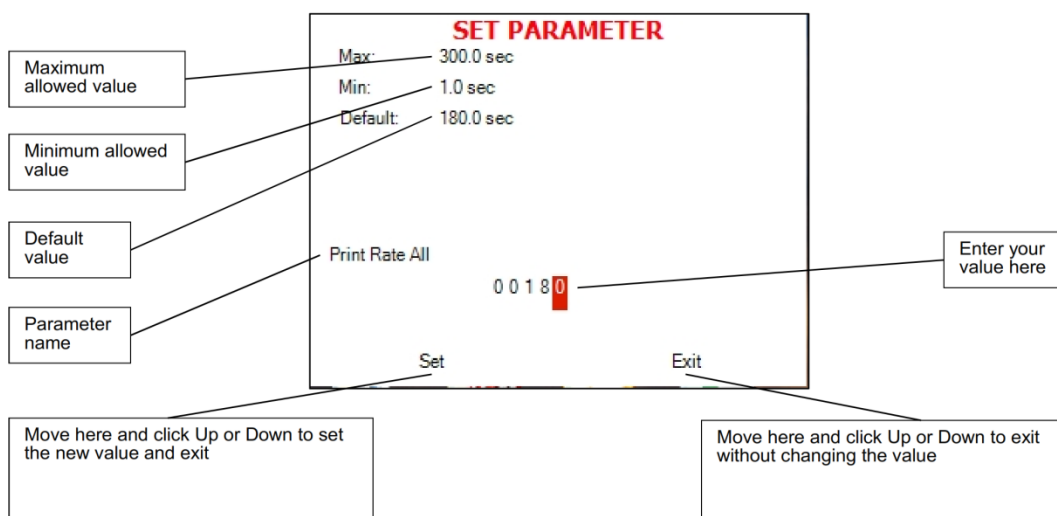 SET PARAMETER
Max: 300.0 sec
Min: 1.0 sec
Default: 180.0 sec
Print Rate All
0 0 1 8 0
Set Exit
Maximum
allowed value
Minimum allowed
value
Default
value
Parameter
name
Enter your
value here
Move here and click Up or Down to set
the new value and exit
Move here and click Up or Down to exit
without changing the value